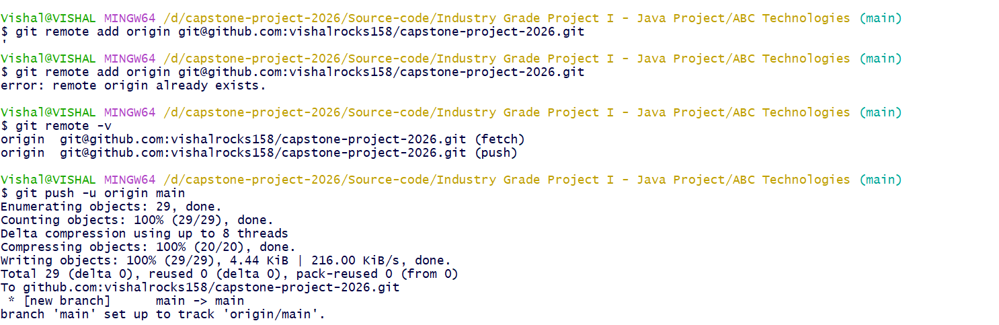 Vishal@VISHAL MINGW64 /d/capstone-project-2026/Source-code/Industry Grade Project I - Java Project/ABC Technologies (main)
$ git remote add origin git@github.com:vishalrocks158/capstone-project-2026.git
'
Vishal@VISHAL MINGW64 /d/capstone-project-2026/Source-code/Industry Grade Project I - Java Project/ABC Technologies (main)
$ git remote add origin git@github.com:vishalrocks158/capstone-project-2026.git
error: remote origin already exists.
Vishal@VISHAL MINGW64 /d/capstone-project-2026/Source-code/Industry Grade Project I - Java Project/ABC Technologies (main)
$ git remote -v
origin  git@github.com:vishalrocks158/capstone-project-2026.git (fetch)
origin  git@github.com:vishalrocks158/capstone-project-2026.git (push)
Vishal@VISHAL MINGW64 /d/capstone-project-2026/Source-code/Industry Grade Project I - Java Project/ABC Technologies (main)
$ git push -u origin main
Enumerating objects: 29, done.
Counting objects: 100% (29/29), done.
Delta compression using up to 8 threads
Compressing objects: 100% (20/20), done.
Writing objects: 100% (29/29), 4.44 KiB | 216.00 KiB/s, done.
Total 29 (delta 0), reused 0 (delta 0), pack-reused 0 (from 0)
To github.com:vishalrocks158/capstone-project-2026.git
 * [new branch]      main -> main
branch 'main' set up to track 'origin/main'.